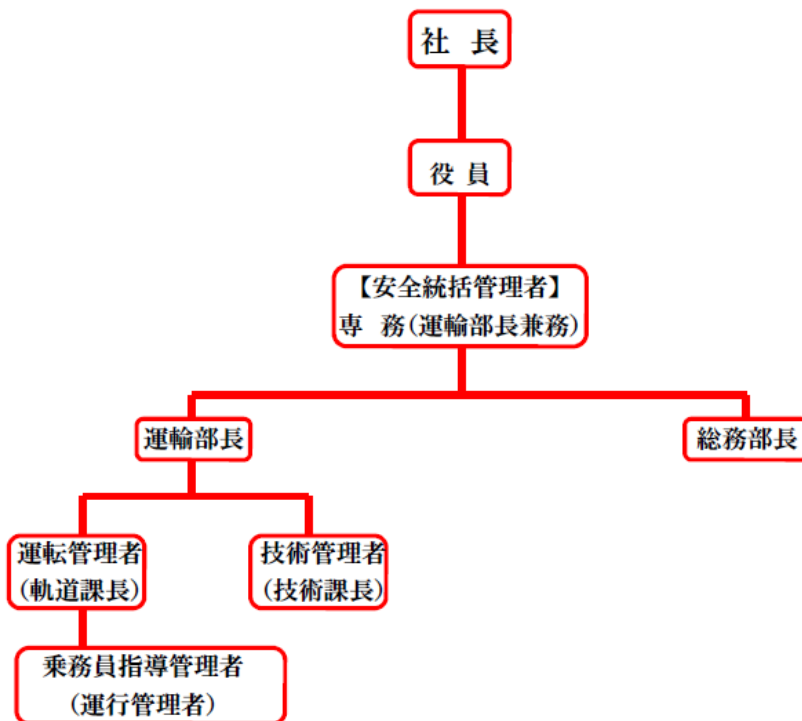 社 長
役 員
【安全統括管理者】
専 務(運輸部長兼務)
運輸部長
総務部長
運転管理者
(軌道課長)
技術管理者
(技術課長)
乗務員指導管理者
(運行管理者)